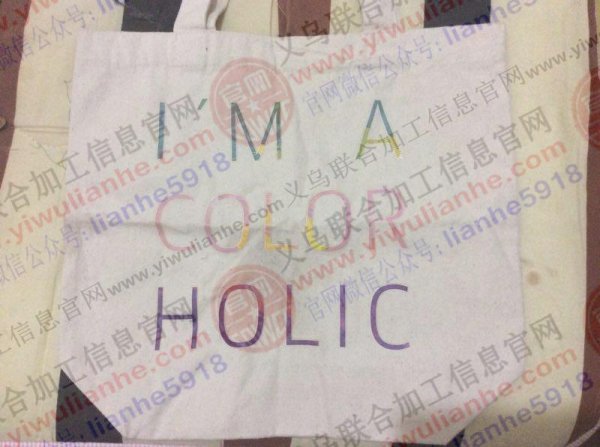 I'M A
COLOR
HOLIC
义乌联合加工信息官网
www.yiwulianhe.com
官网微信公众号:lianhe5918